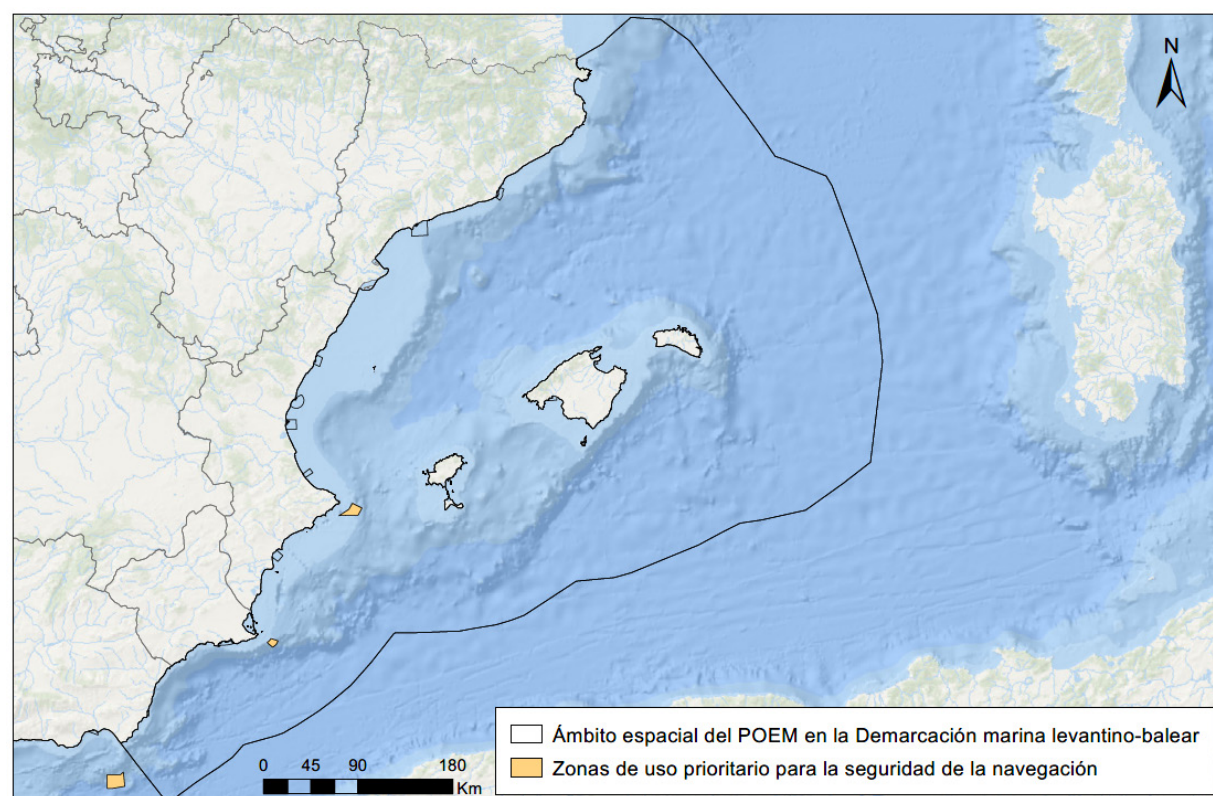 N
Ámbito espacial del POEM en la Demarcación marina levantino-balear
Zonas de uso prioritario para la seguridad de la navegación
0 45 90 180
Km